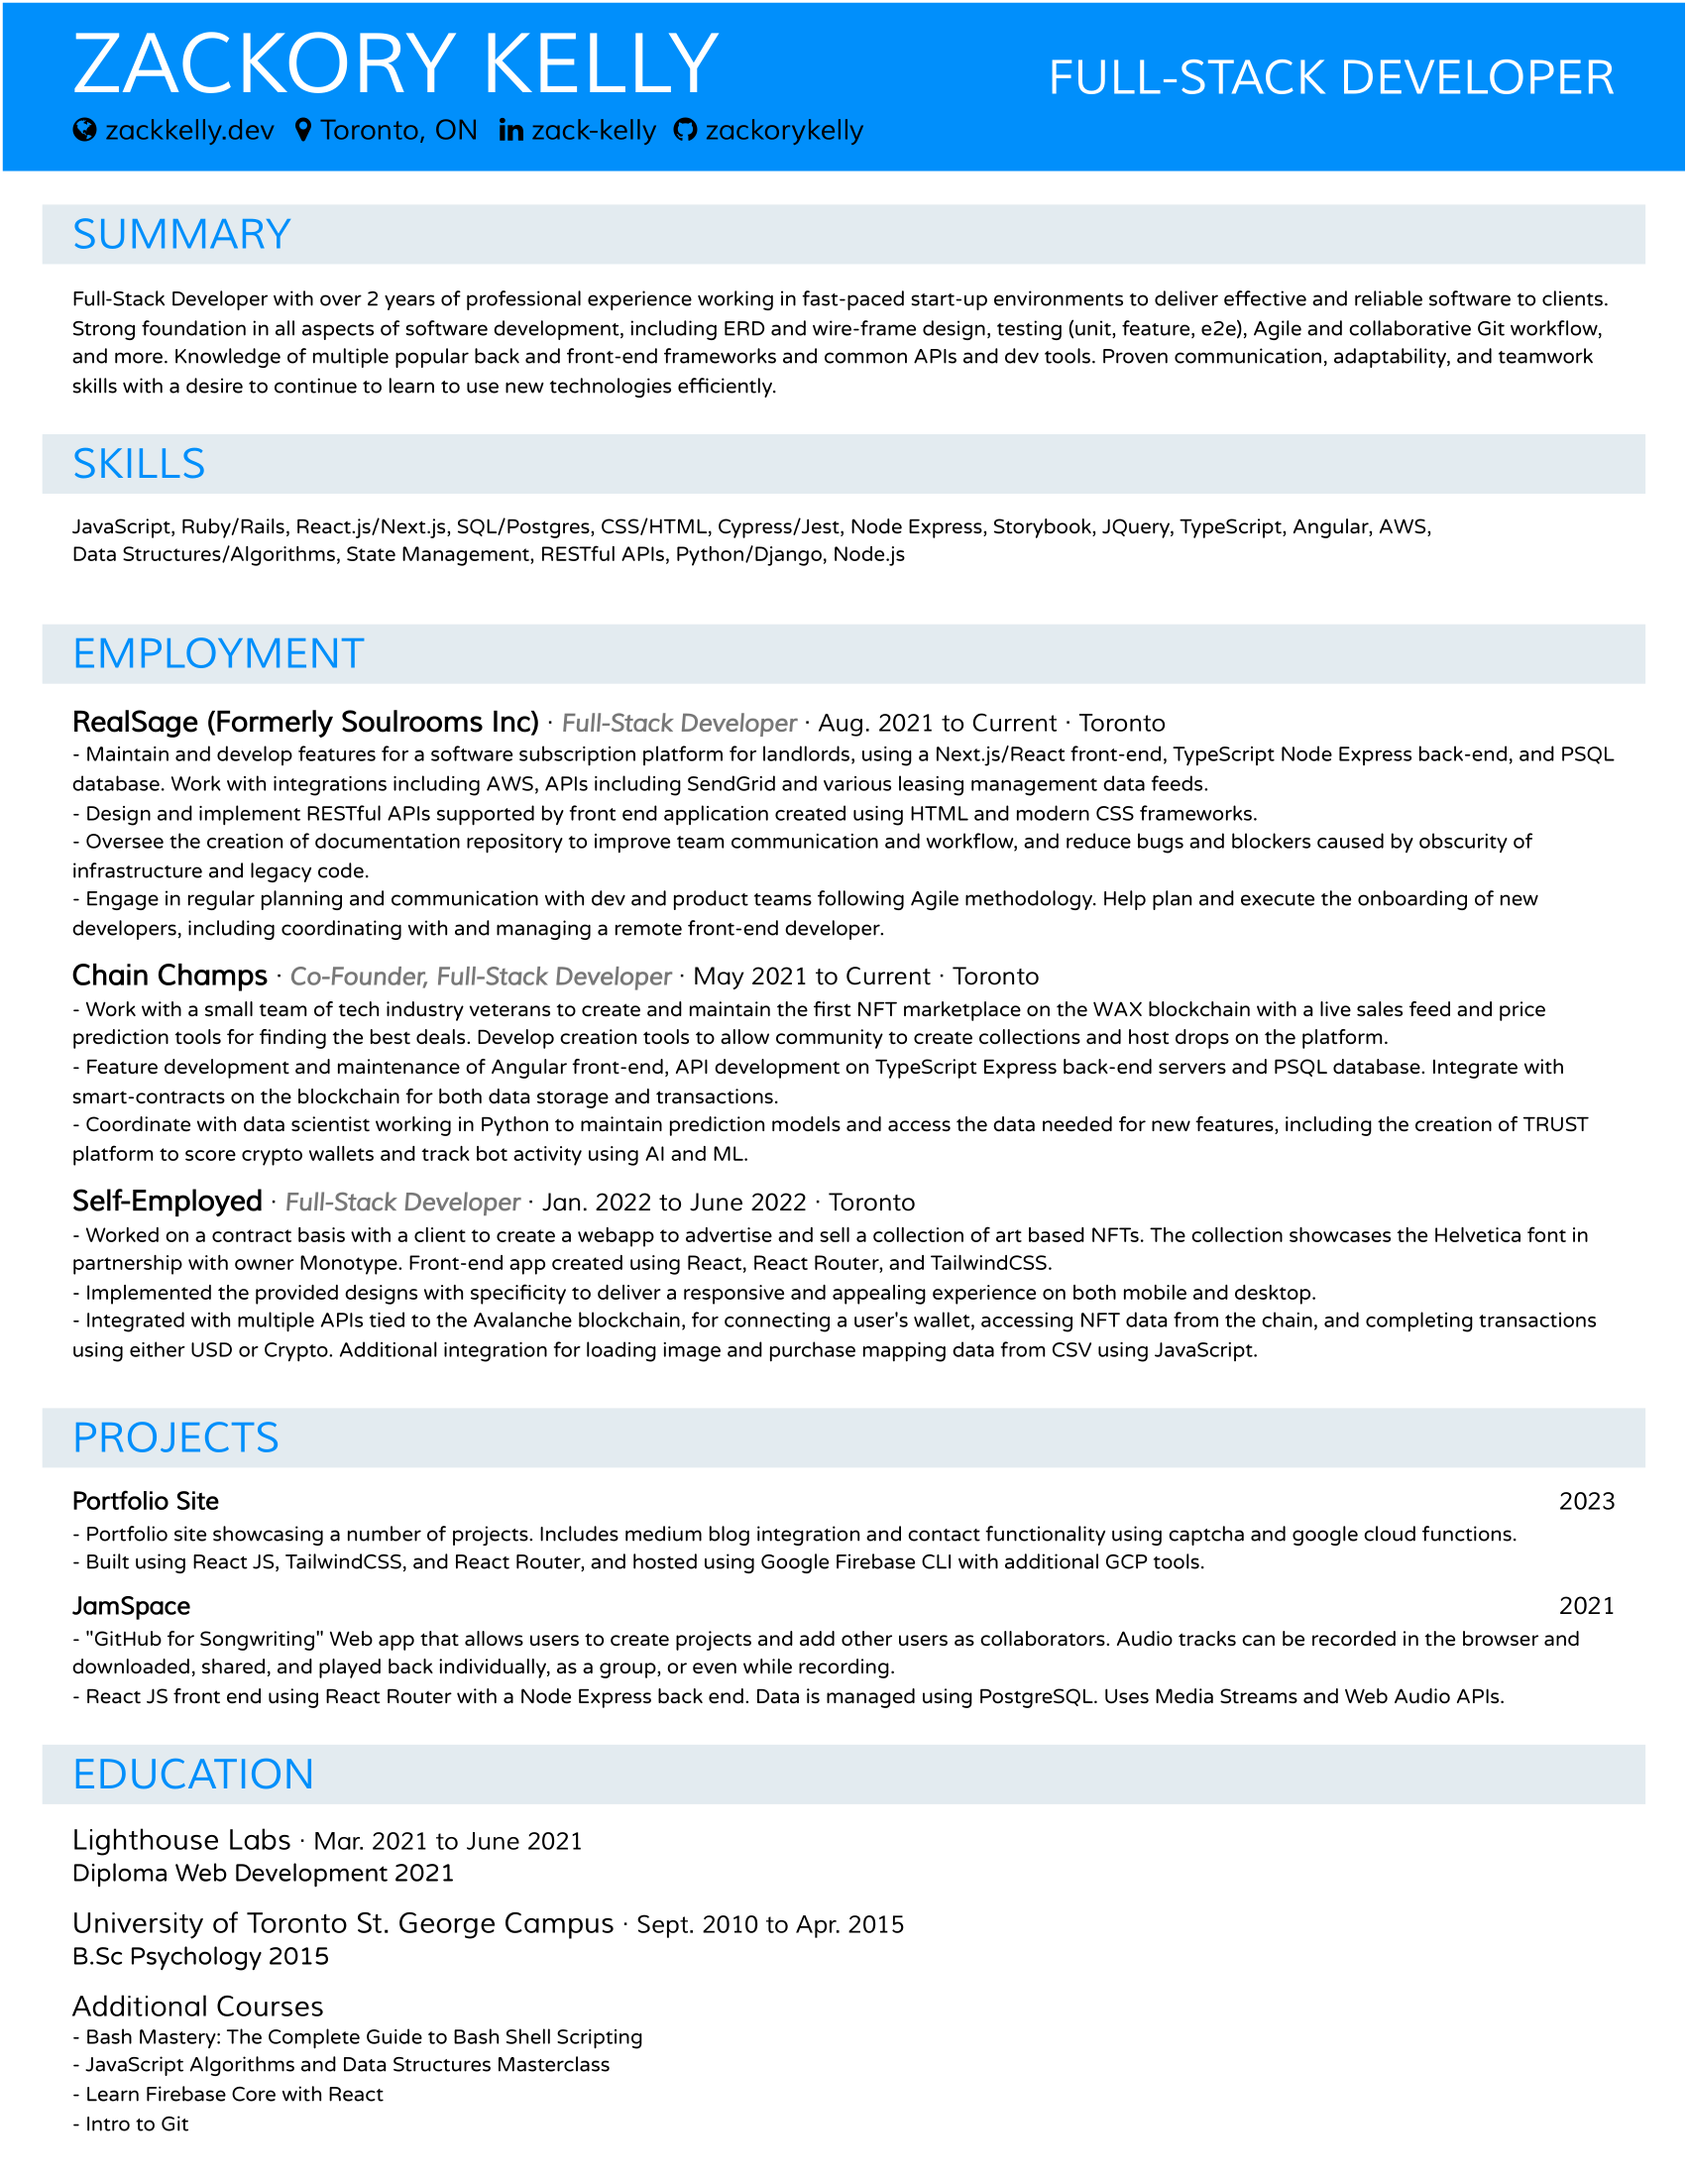 ZACKORY KELLY
FULL-STACK DEVELOPER
zackkelly.dev Toronto, ON zack-kelly zackorykelly
SUMMARY
Full-Stack Developer with over 2 years of professional experience working in fast-paced start-up environments to deliver effective and reliable software to clients.
Strong foundation in all aspects of software development, including ERD and wire-frame design, testing (unit, feature, e2e), Agile and collaborative Git workflow,
and more. Knowledge of multiple popular back and front-end frameworks and common APIs and dev tools. Proven communication, adaptability, and teamwork
skills with a desire to continue to learn to use new technologies efficiently.
SKILLS
JavaScript, Ruby/Rails, React.js/Next.js, SQL/Postgres, CSS/HTML, Cypress/Jest, Node Express, Storybook, JQuery, TypeScript, Angular, AWS,
Data Structures/Algorithms, State Management, RESTful APIs, Python/Django, Node.js
EMPLOYMENT
RealSage (Formerly Soulrooms Inc) · Full-Stack Developer · Aug. 2021 to Current · Toronto
- Maintain and develop features for a software subscription platform for landlords, using a Next.js/React front-end, TypeScript Node Express back-end, and PSQL
database. Work with integrations including AWS, APIs including SendGrid and various leasing management data feeds.
- Design and implement RESTful APIs supported by front end application created using HTML and modern CSS frameworks.
- Oversee the creation of documentation repository to improve team communication and workflow, and reduce bugs and blockers caused by obscurity of
infrastructure and legacy code.
- Engage in regular planning and communication with dev and product teams following Agile methodology. Help plan and execute the onboarding of new
developers, including coordinating with and managing a remote front-end developer.
Chain Champs · Co-Founder, Full-Stack Developer · May 2021 to Current · Toronto
- Work with a small team of tech industry veterans to create and maintain the first NFT marketplace on the WAX blockchain with a live sales feed and price
prediction tools for finding the best deals. Develop creation tools to allow community to create collections and host drops on the platform.
- Feature development and maintenance of Angular front-end, API development on TypeScript Express back-end servers and PSQL database. Integrate with
smart-contracts on the blockchain for both data storage and transactions.
- Coordinate with data scientist working in Python to maintain prediction models and access the data needed for new features, including the creation of TRUST
platform to score crypto wallets and track bot activity using AI and ML.
Self-Employed · Full-Stack Developer · Jan. 2022 to June 2022 · Toronto
- Worked on a contract basis with a client to create a webapp to advertise and sell a collection of art based NFTs. The collection showcases the Helvetica font in
partnership with owner Monotype. Front-end app created using React, React Router, and TailwindCSS.
- Implemented the provided designs with specificity to deliver a responsive and appealing experience on both mobile and desktop.
- Integrated with multiple APIs tied to the Avalanche blockchain, for connecting a user's wallet, accessing NFT data from the chain, and completing transactions
using either USD or Crypto. Additional integration for loading image and purchase mapping data from CSV using JavaScript.
PROJECTS
Portfolio Site 2023
- Portfolio site showcasing a number of projects. Includes medium blog integration and contact functionality using captcha and google cloud functions.
- Built using React JS, TailwindCSS, and React Router, and hosted using Google Firebase CLI with additional GCP tools.
JamSpace 2021
- "GitHub for Songwriting" Web app that allows users to create projects and add other users as collaborators. Audio tracks can be recorded in the browser and
downloaded, shared, and played back individually, as a group, or even while recording.
- React JS front end using React Router with a Node Express back end. Data is managed using PostgreSQL. Uses Media Streams and Web Audio APIs.
EDUCATION
Lighthouse Labs · Mar. 2021 to June 2021
Diploma Web Development 2021
University of Toronto St. George Campus · Sept. 2010 to Apr. 2015
B.Sc Psychology 2015
Additional Courses
- Bash Mastery: The Complete Guide to Bash Shell Scripting
- JavaScript Algorithms and Data Structures Masterclass
- Learn Firebase Core with React
- Intro to Git